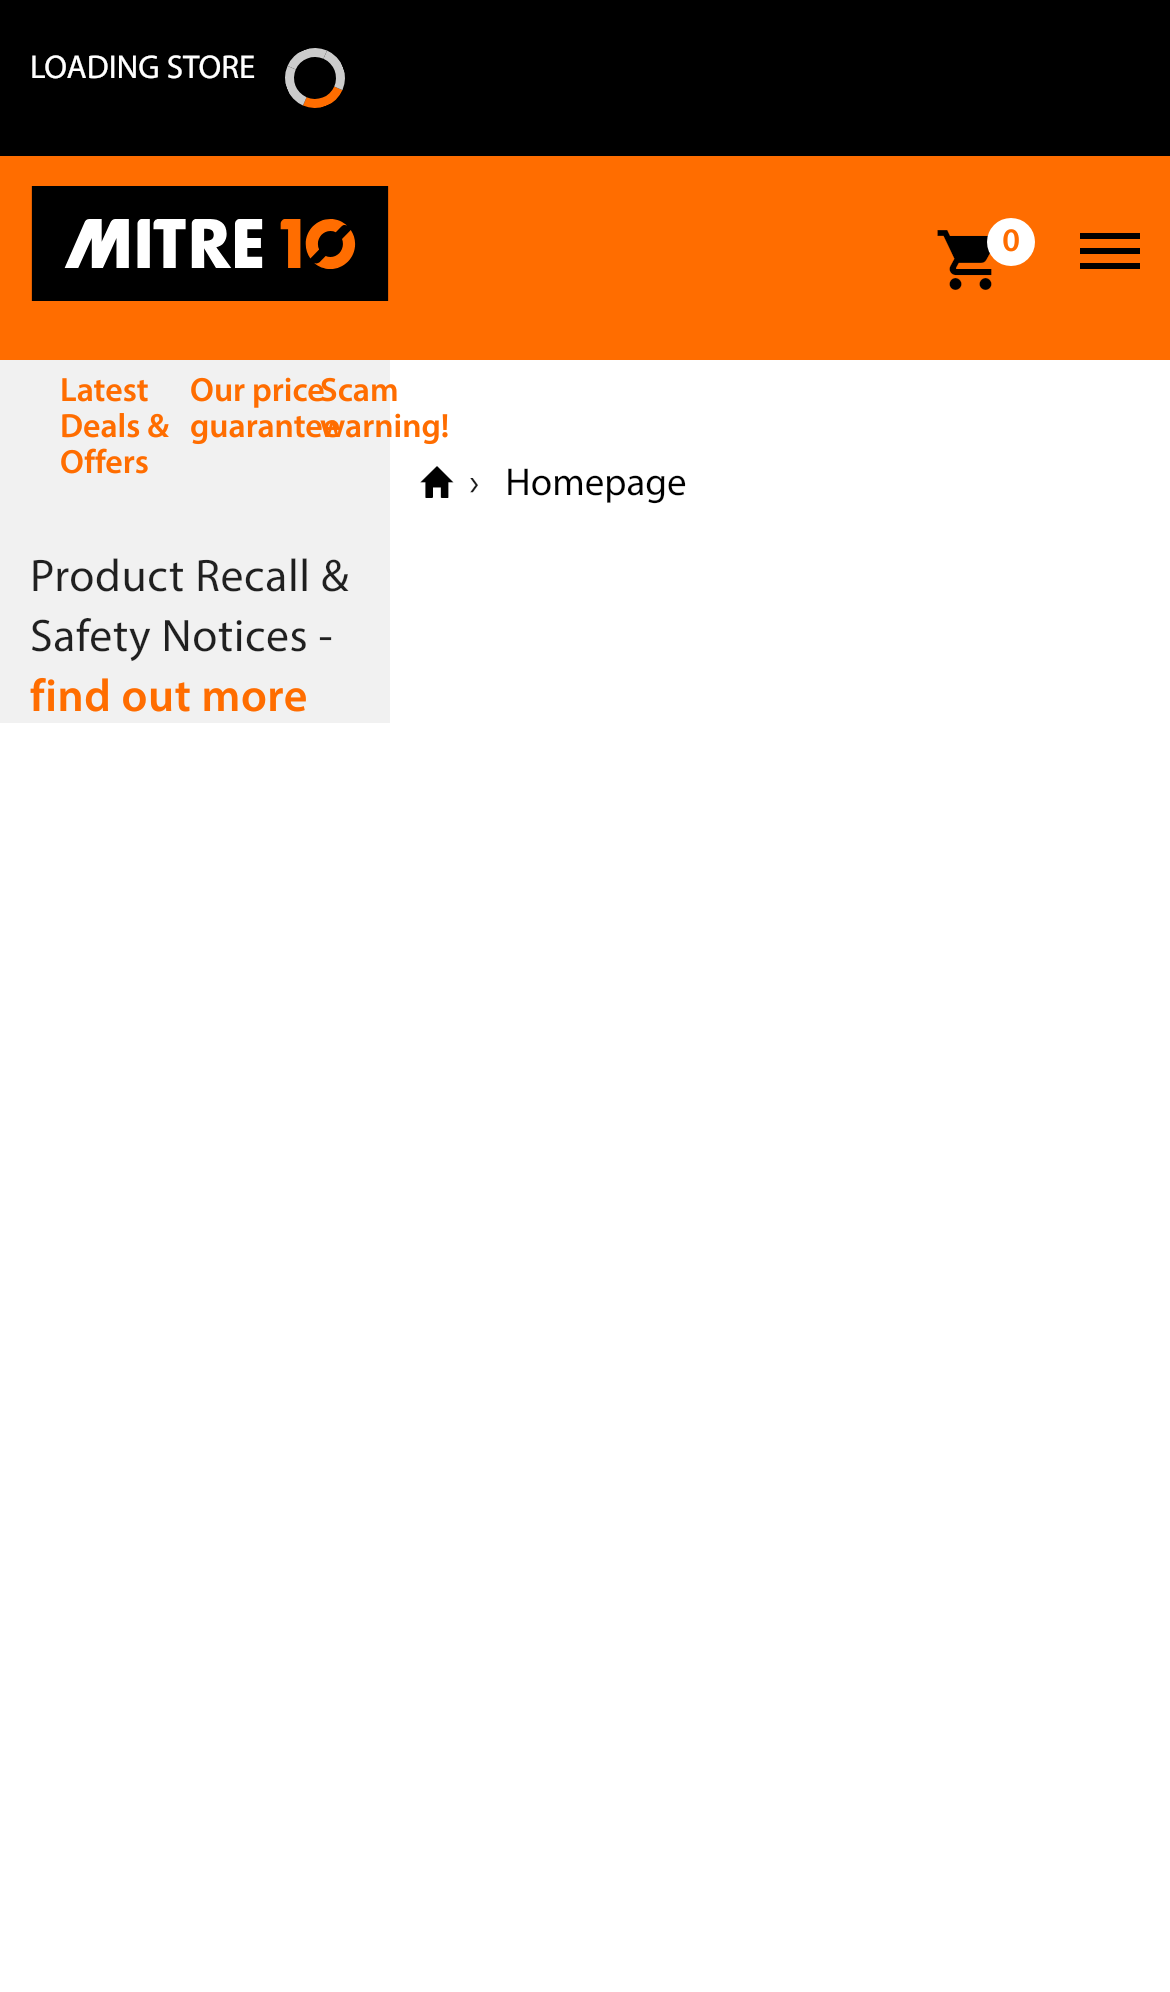 LOADING STORE
MITRE 10
0
Latest
Deals &
Offers
Our price
guarantee
Scam
warning!
› Homepage
Product Recall &
Safety Notices -
find out more